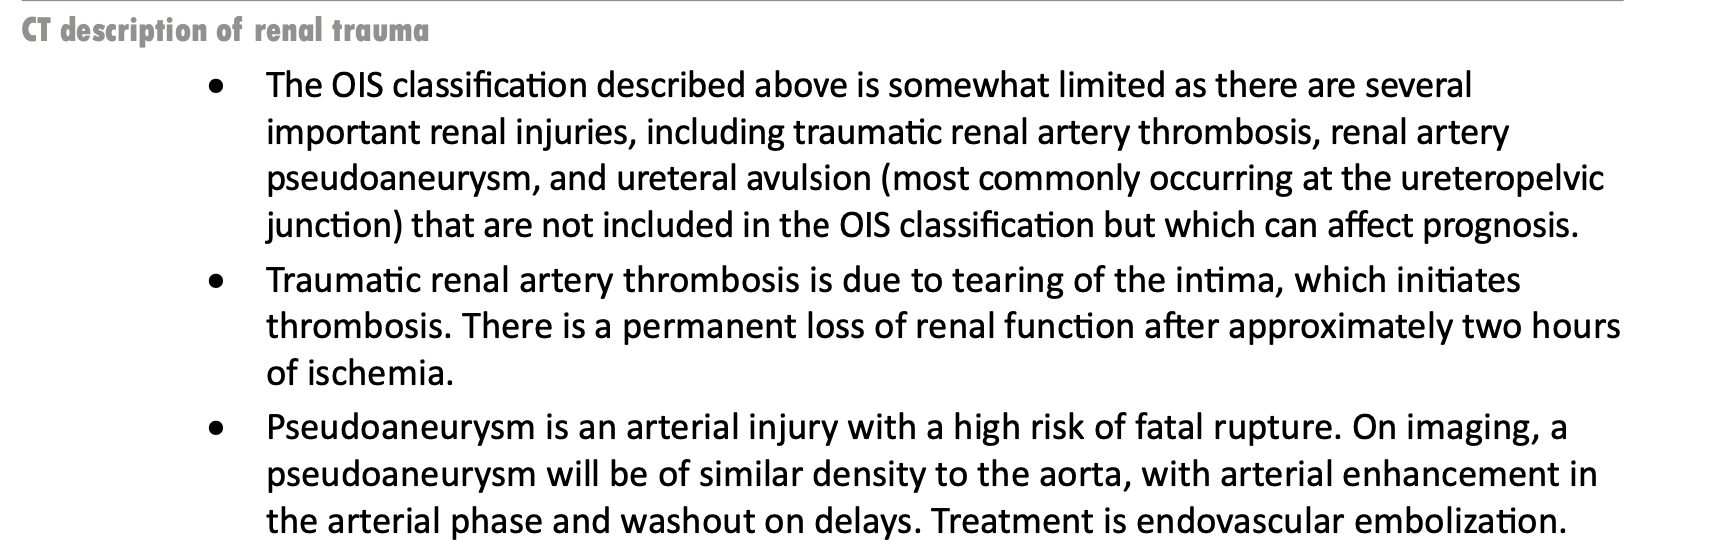 CT description of renal trauma
• The OIS classification described above is somewhat limited as there are several
important renal injuries, including traumatic renal artery thrombosis, renal artery
pseudoaneurysm, and ureteral avulsion (most commonly occurring at the ureteropelvic
junction) that are not included in the OIS classification but which can affect prognosis.
• Traumatic renal artery thrombosis is due to tearing of the intima, which initiates
thrombosis. There is a permanent loss of renal function after approximately two hours
of ischemia.
• Pseudoaneurysm is an arterial injury with a high risk of fatal rupture. On imaging, a
pseudoaneurysm will be of similar density to the aorta, with arterial enhancement in
the arterial phase and washout on delays. Treatment is endovascular embolization.